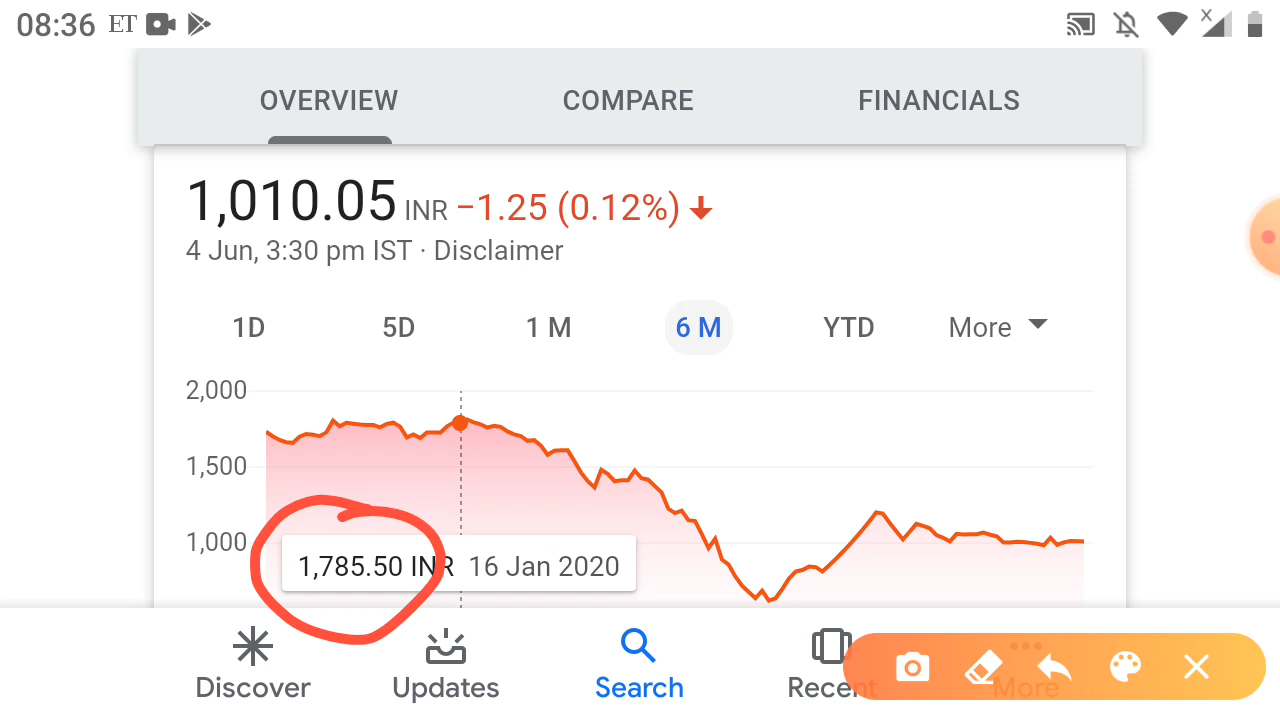 08:36 ET X
OVERVIEW COMPARE FINANCIALS
1,010.05 INR −1.25 (0.12%)
4 Jun, 3:30 pm IST · Disclaimer
1D 5D 1 M 6 M YTD More
2,000
1,500
1,000
1,785.50 INR 16 Jan 2020
Discover Updates Search Recent More